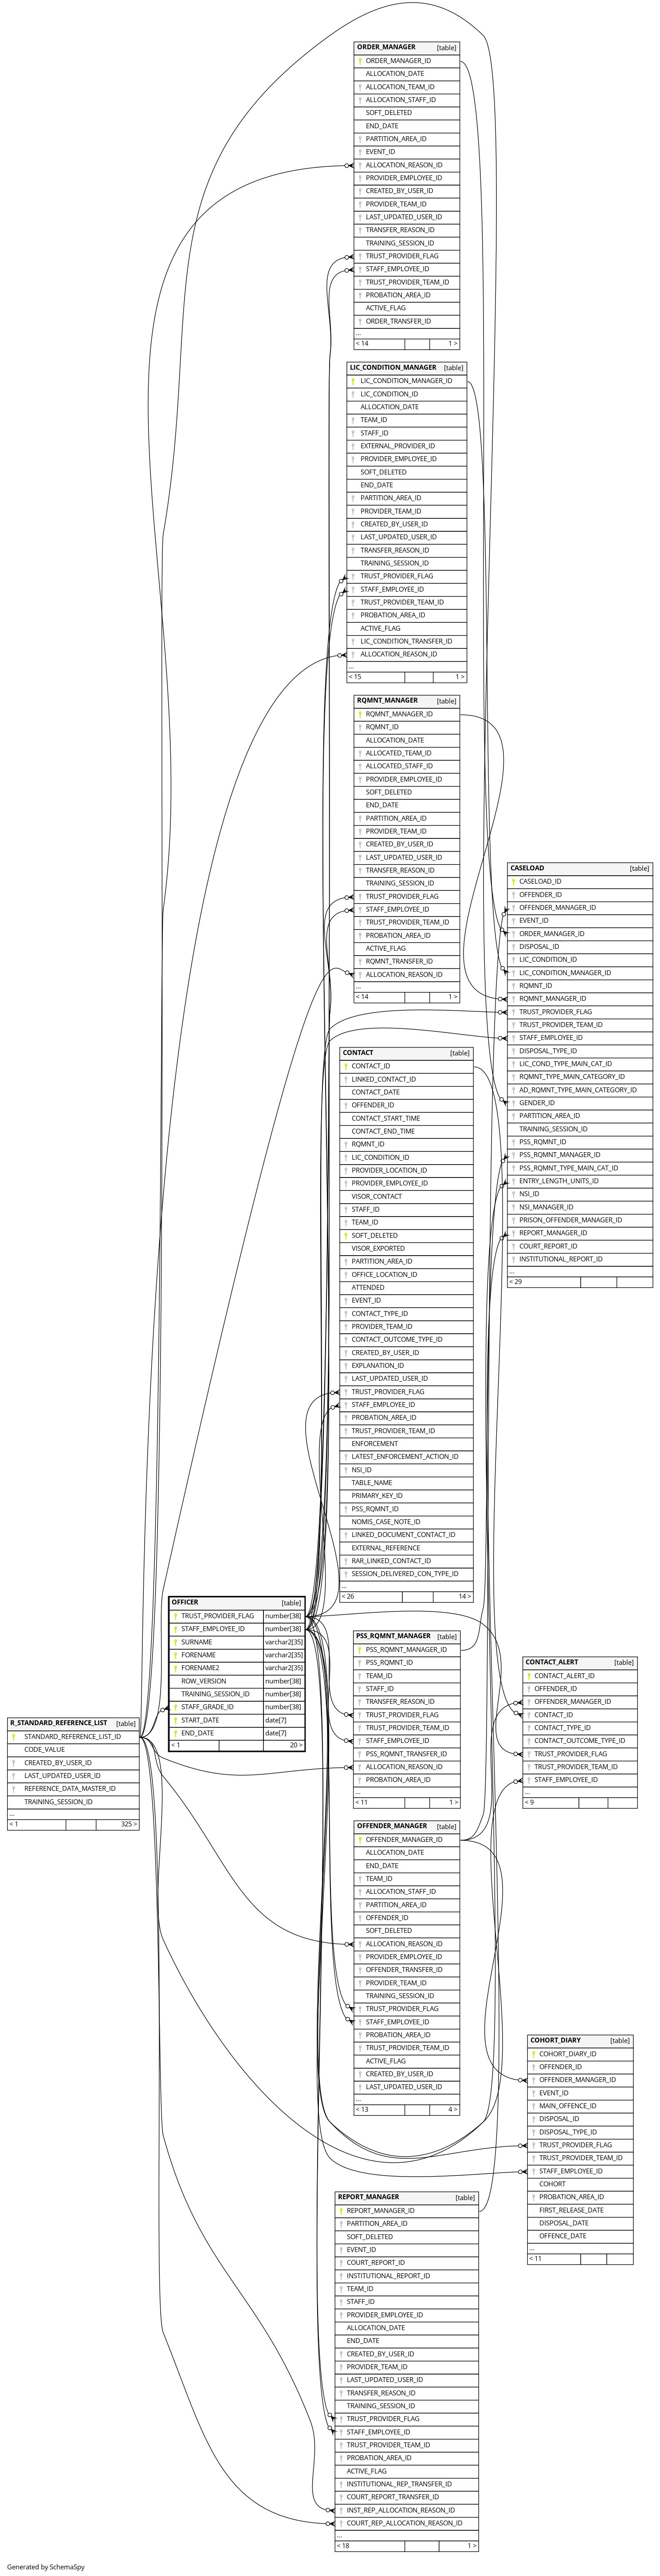 ORDER_MANAGER [table]
ORDER_MANAGER_ID
ALLOCATION_DATE
ALLOCATION_TEAM_ID
ALLOCATION_STAFF_ID
SOFT_DELETED
END_DATE
PARTITION_AREA_ID
EVENT_ID
ALLOCATION_REASON_ID
PROVIDER_EMPLOYEE_ID
CREATED_BY_USER_ID
PROVIDER_TEAM_ID
LAST_UPDATED_USER_ID
TRANSFER_REASON_ID
TRAINING_SESSION_ID
TRUST_PROVIDER_FLAG
STAFF_EMPLOYEE_ID
TRUST_PROVIDER_TEAM_ID
PROBATION_AREA_ID
ACTIVE_FLAG
ORDER_TRANSFER_ID
...
< 14 1 >
LIC_CONDITION_MANAGER [table]
LIC_CONDITION_MANAGER_ID
LIC_CONDITION_ID
ALLOCATION_DATE
TEAM_ID
STAFF_ID
EXTERNAL_PROVIDER_ID
PROVIDER_EMPLOYEE_ID
SOFT_DELETED
END_DATE
PARTITION_AREA_ID
PROVIDER_TEAM_ID
CREATED_BY_USER_ID
LAST_UPDATED_USER_ID
TRANSFER_REASON_ID
TRAINING_SESSION_ID
TRUST_PROVIDER_FLAG
STAFF_EMPLOYEE_ID
TRUST_PROVIDER_TEAM_ID
PROBATION_AREA_ID
ACTIVE_FLAG
LIC_CONDITION_TRANSFER_ID
ALLOCATION_REASON_ID
...
< 15 1 >
RQMNT_MANAGER [table]
RQMNT_MANAGER_ID
RQMNT_ID
ALLOCATION_DATE
ALLOCATED_TEAM_ID
ALLOCATED_STAFF_ID
PROVIDER_EMPLOYEE_ID
SOFT_DELETED
END_DATE
PARTITION_AREA_ID
PROVIDER_TEAM_ID
CREATED_BY_USER_ID
LAST_UPDATED_USER_ID
TRANSFER_REASON_ID
TRAINING_SESSION_ID
TRUST_PROVIDER_FLAG
STAFF_EMPLOYEE_ID
TRUST_PROVIDER_TEAM_ID
PROBATION_AREA_ID
ACTIVE_FLAG
RQMNT_TRANSFER_ID
ALLOCATION_REASON_ID
...
< 14 1 >
CASELOAD [table]
CASELOAD_ID
OFFENDER_ID
OFFENDER_MANAGER_ID
EVENT_ID
ORDER_MANAGER_ID
DISPOSAL_ID
LIC_CONDITION_ID
LIC_CONDITION_MANAGER_ID
RQMNT_ID
RQMNT_MANAGER_ID
TRUST_PROVIDER_FLAG
TRUST_PROVIDER_TEAM_ID
STAFF_EMPLOYEE_ID
DISPOSAL_TYPE_ID
LIC_COND_TYPE_MAIN_CAT_ID
RQMNT_TYPE_MAIN_CATEGORY_ID
AD_RQMNT_TYPE_MAIN_CATEGORY_ID
GENDER_ID
PARTITION_AREA_ID
TRAINING_SESSION_ID
PSS_RQMNT_ID
PSS_RQMNT_MANAGER_ID
PSS_RQMNT_TYPE_MAIN_CAT_ID
ENTRY_LENGTH_UNITS_ID
NSI_ID
NSI_MANAGER_ID
PRISON_OFFENDER_MANAGER_ID
REPORT_MANAGER_ID
COURT_REPORT_ID
INSTITUTIONAL_REPORT_ID
...
< 29
CONTACT [table]
CONTACT_ID
LINKED_CONTACT_ID
CONTACT_DATE
OFFENDER_ID
CONTACT_START_TIME
CONTACT_END_TIME
RQMNT_ID
LIC_CONDITION_ID
PROVIDER_LOCATION_ID
PROVIDER_EMPLOYEE_ID
VISOR_CONTACT
STAFF_ID
TEAM_ID
SOFT_DELETED
VISOR_EXPORTED
PARTITION_AREA_ID
OFFICE_LOCATION_ID
ATTENDED
EVENT_ID
CONTACT_TYPE_ID
PROVIDER_TEAM_ID
CONTACT_OUTCOME_TYPE_ID
CREATED_BY_USER_ID
EXPLANATION_ID
LAST_UPDATED_USER_ID
TRUST_PROVIDER_FLAG
STAFF_EMPLOYEE_ID
PROBATION_AREA_ID
TRUST_PROVIDER_TEAM_ID
ENFORCEMENT
LATEST_ENFORCEMENT_ACTION_ID
NSI_ID
TABLE_NAME
PRIMARY_KEY_ID
PSS_RQMNT_ID
NOMIS_CASE_NOTE_ID
LINKED_DOCUMENT_CONTACT_ID
EXTERNAL_REFERENCE
RAR_LINKED_CONTACT_ID
SESSION_DELIVERED_CON_TYPE_ID
...
< 26 14 >
OFFICER [table]
TRUST_PROVIDER_FLAG number[38]
STAFF_EMPLOYEE_ID number[38]
SURNAME varchar2[35]
FORENAME varchar2[35]
FORENAME2 varchar2[35]
ROW_VERSION number[38]
TRAINING_SESSION_ID number[38]
STAFF_GRADE_ID number[38]
START_DATE date[7]
END_DATE date[7]
< 1 20 >
R_STANDARD_REFERENCE_LIST [table]
STANDARD_REFERENCE_LIST_ID
CODE_VALUE
CREATED_BY_USER_ID
LAST_UPDATED_USER_ID
REFERENCE_DATA_MASTER_ID
TRAINING_SESSION_ID
...
< 1 325 >
PSS_RQMNT_MANAGER [table]
PSS_RQMNT_MANAGER_ID
PSS_RQMNT_ID
TEAM_ID
STAFF_ID
TRANSFER_REASON_ID
TRUST_PROVIDER_FLAG
TRUST_PROVIDER_TEAM_ID
STAFF_EMPLOYEE_ID
PSS_RQMNT_TRANSFER_ID
ALLOCATION_REASON_ID
PROBATION_AREA_ID
...
< 11 1 >
CONTACT_ALERT [table]
CONTACT_ALERT_ID
OFFENDER_ID
OFFENDER_MANAGER_ID
CONTACT_ID
CONTACT_TYPE_ID
CONTACT_OUTCOME_TYPE_ID
TRUST_PROVIDER_FLAG
TRUST_PROVIDER_TEAM_ID
STAFF_EMPLOYEE_ID
...
< 9
OFFENDER_MANAGER [table]
OFFENDER_MANAGER_ID
ALLOCATION_DATE
END_DATE
TEAM_ID
ALLOCATION_STAFF_ID
PARTITION_AREA_ID
OFFENDER_ID
SOFT_DELETED
ALLOCATION_REASON_ID
PROVIDER_EMPLOYEE_ID
OFFENDER_TRANSFER_ID
PROVIDER_TEAM_ID
TRAINING_SESSION_ID
TRUST_PROVIDER_FLAG
STAFF_EMPLOYEE_ID
PROBATION_AREA_ID
TRUST_PROVIDER_TEAM_ID
ACTIVE_FLAG
CREATED_BY_USER_ID
LAST_UPDATED_USER_ID
...
< 13 4 >
COHORT_DIARY [table]
COHORT_DIARY_ID
OFFENDER_ID
OFFENDER_MANAGER_ID
EVENT_ID
MAIN_OFFENCE_ID
DISPOSAL_ID
DISPOSAL_TYPE_ID
TRUST_PROVIDER_FLAG
TRUST_PROVIDER_TEAM_ID
STAFF_EMPLOYEE_ID
COHORT
PROBATION_AREA_ID
FIRST_RELEASE_DATE
DISPOSAL_DATE
OFFENCE_DATE
...
< 11
REPORT_MANAGER [table]
REPORT_MANAGER_ID
PARTITION_AREA_ID
SOFT_DELETED
EVENT_ID
COURT_REPORT_ID
INSTITUTIONAL_REPORT_ID
TEAM_ID
STAFF_ID
PROVIDER_EMPLOYEE_ID
ALLOCATION_DATE
END_DATE
CREATED_BY_USER_ID
PROVIDER_TEAM_ID
LAST_UPDATED_USER_ID
TRANSFER_REASON_ID
TRAINING_SESSION_ID
TRUST_PROVIDER_FLAG
STAFF_EMPLOYEE_ID
TRUST_PROVIDER_TEAM_ID
PROBATION_AREA_ID
ACTIVE_FLAG
INSTITUTIONAL_REP_TRANSFER_ID
COURT_REPORT_TRANSFER_ID
INST_REP_ALLOCATION_REASON_ID
COURT_REP_ALLOCATION_REASON_ID
...
< 18 1 >
Generated by SchemaSpy